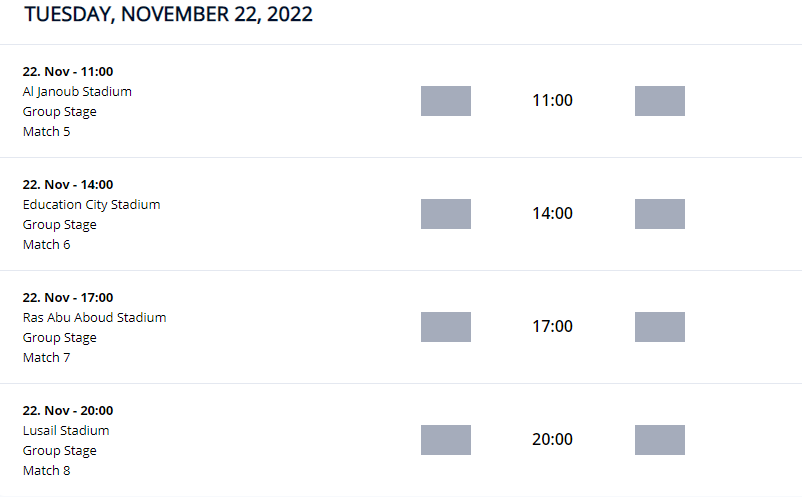 TUESDAY, NOVEMBER 22, 2022
22. Nov - 11:00
Al Janoub Stadium
Group Stage
Match 5
11:00
22. Nov - 14:00
Education City Stadium
Group Stage
Match 6
14:00
22. Nov - 17:00
Ras Abu Aboud Stadium
Group Stage
Match 7
17:00
22. Nov - 20:00
Lusail Stadium
Group Stage
Match 8
20:00